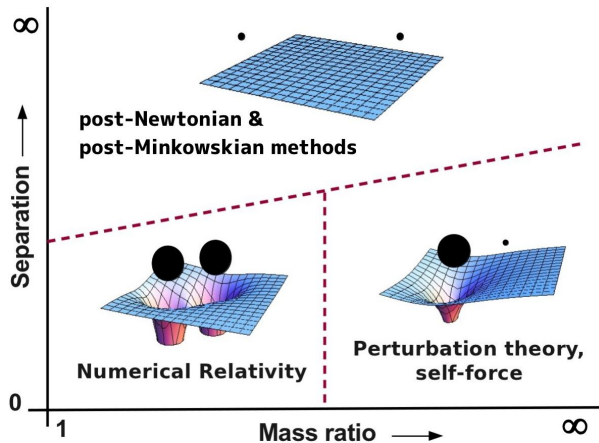 ∞
post-Newtonian &
post-Minkowskian methods
Separation
Numerical Relativity
Perturbation theory,
self-force
0
1
Mass ratio
∞